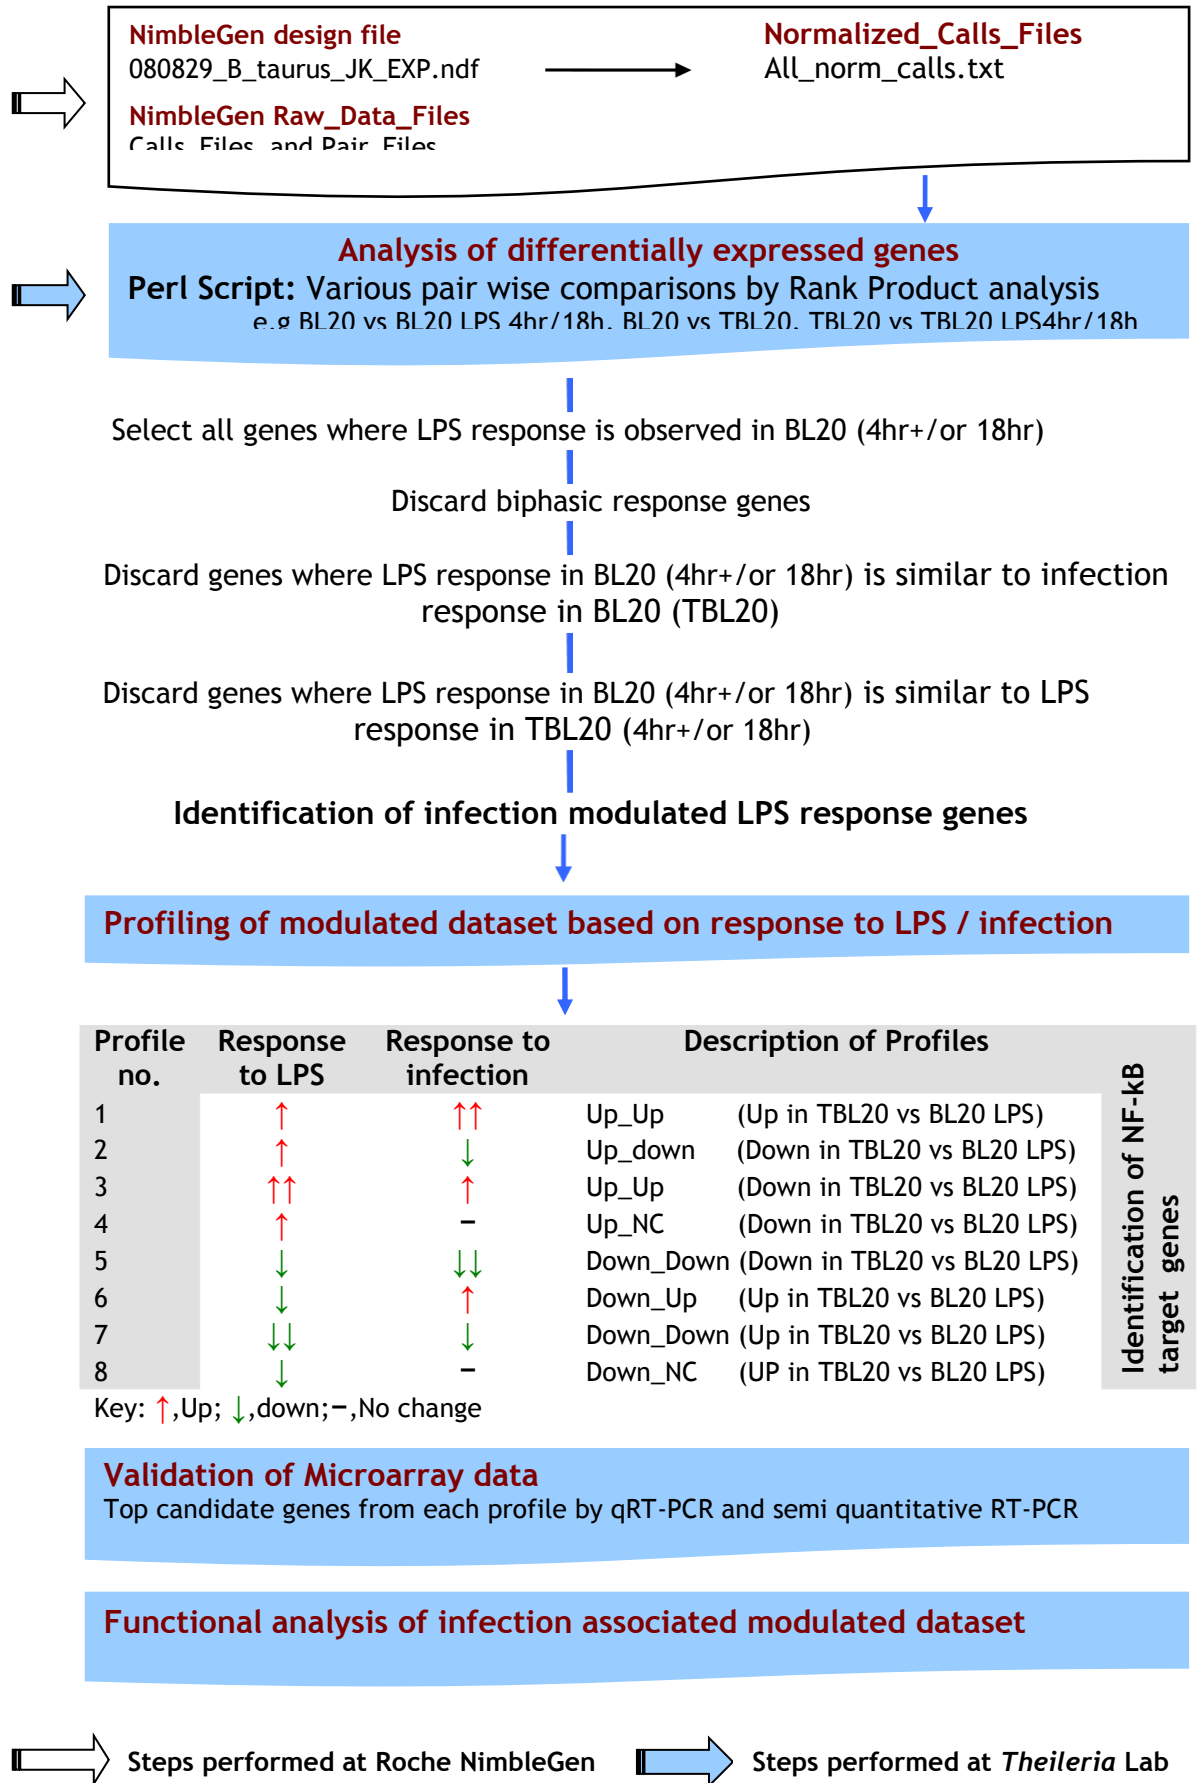 NimbleGen design file
Normalized_Calls_Files
080829_B_taurus_JK_EXP.ndf
All_norm_calls.txt
NimbleGen Raw_Data_Files
Calls_Files and Pair_Files
Analysis of differentially expressed genes
Perl Script: Various pair wise comparisons by Rank Product analysis
e.g BL20 vs BL20 LPS 4hr/18h, BL20 vs TBL20, TBL20 vs TBL20 LPS4hr/18h
Select all genes where LPS response is observed in BL20 (4hr+/or 18hr)
Discard biphasic response genes
Discard genes where LPS response in BL20 (4hr+/or 18hr) is similar to infection
response in BL20 (TBL20)
Discard genes where LPS response in BL20 (4hr+/or 18hr) is similar to LPS
response in TBL20 (4hr+/or 18hr)
Identification of infection modulated LPS response genes
Profiling of modulated dataset based on response to LPS / infection
Profile Response Response to Description of Profiles
no. to LPS infection
1 ↑ ↑↑ Up_Up (Up in TBL20 vs BL20 LPS)
2 ↑ ↓ Up_down (Down in TBL20 vs BL20 LPS)
3 ↑↑ ↑ Up_Up (Down in TBL20 vs BL20 LPS)
4 ↑ − Up_NC (Down in TBL20 vs BL20 LPS)
5 ↓ ↓↓ Down_Down (Down in TBL20 vs BL20 LPS)
6 ↓ ↑ Down_Up (Up in TBL20 vs BL20 LPS)
7 ↓↓ ↓ Down_Down (Up in TBL20 vs BL20 LPS)
8 ↓ − Down_NC (UP in TBL20 vs BL20 LPS)
Identification of NF-kB
target genes
Key: ↑,Up; ↓,down;−,No change
Validation of Microarray data
Top candidate genes from each profile by qRT-PCR and semi quantitative RT-PCR
Functional analysis of infection associated modulated dataset
Steps performed at Roche NimbleGen
Steps performed at Theileria Lab